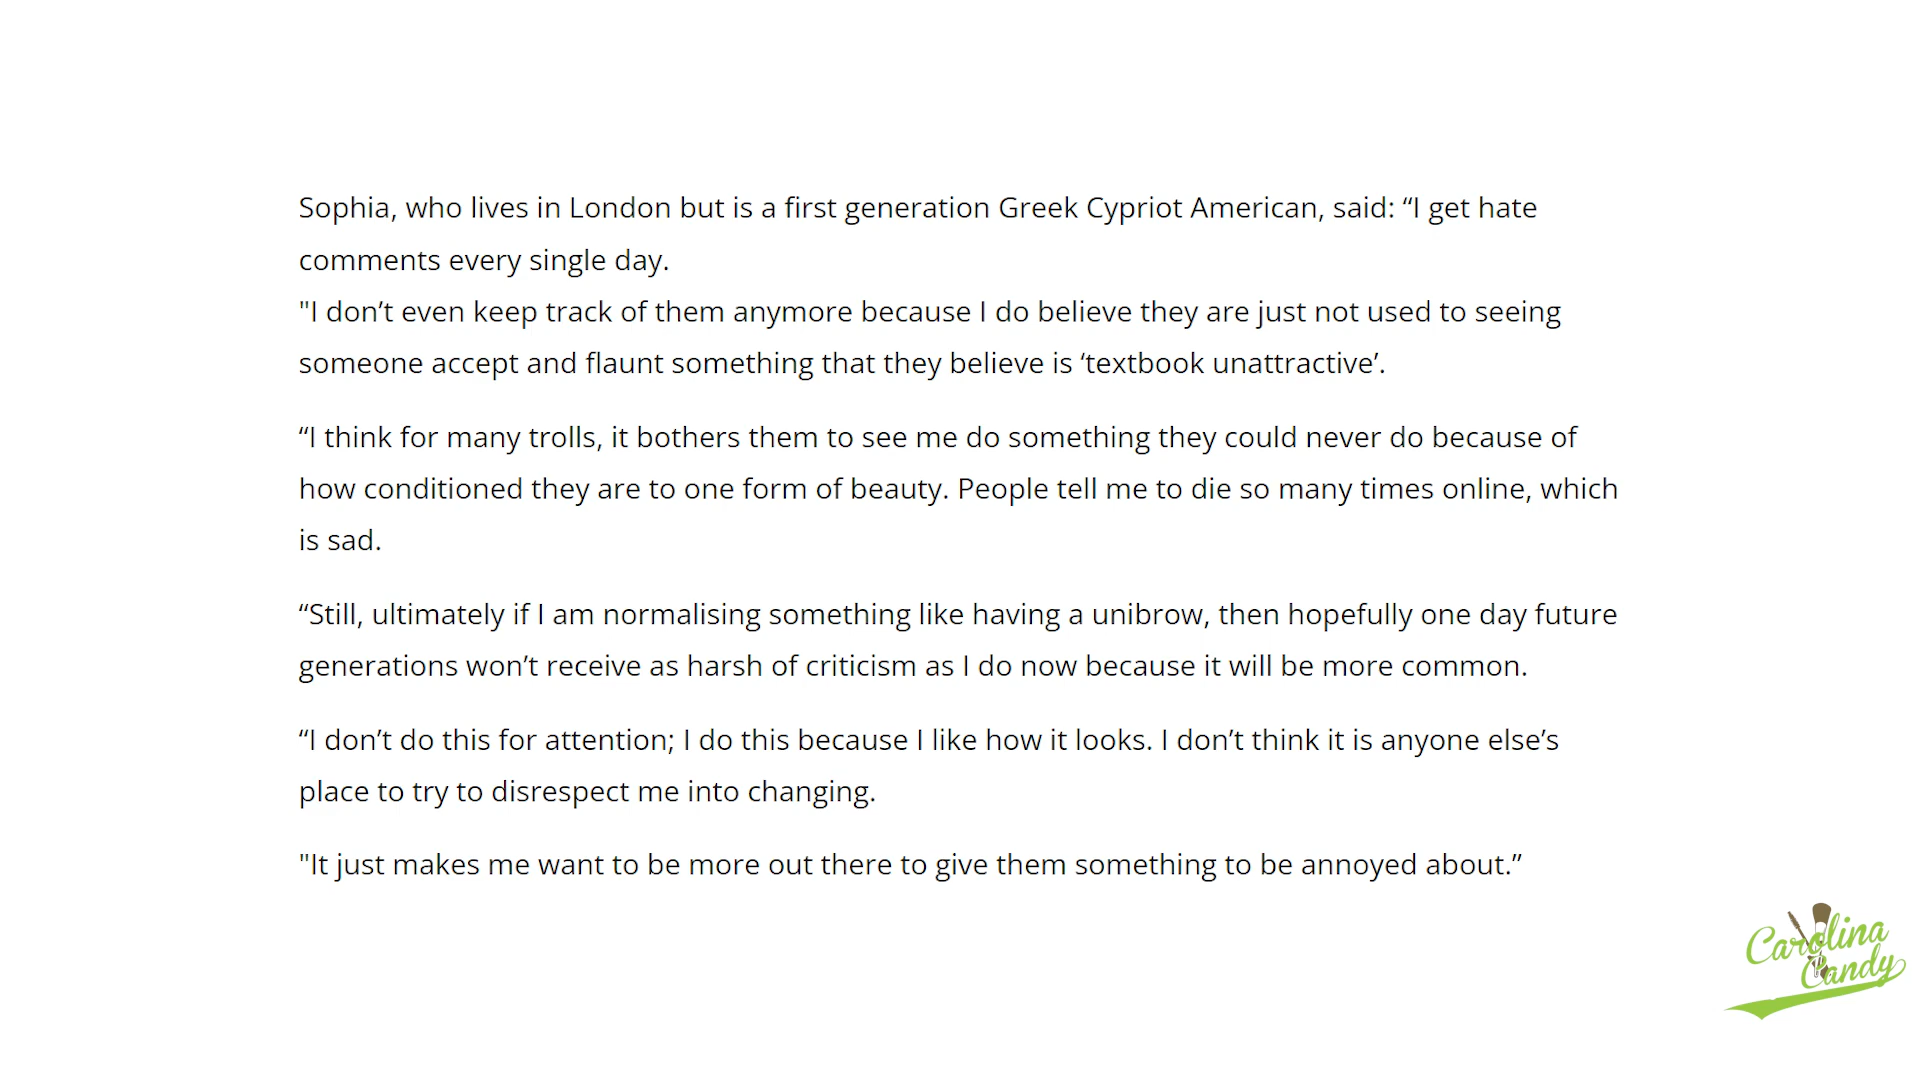 Sophia, who lives in London but is a first generation Greek Cypriot American, said: “I get hate
comments every single day.
"I don’t even keep track of them anymore because I do believe they are just not used to seeing
someone accept and flaunt something that they believe is ‘textbook unattractive’.
“I think for many trolls, it bothers them to see me do something they could never do because of
how conditioned they are to one form of beauty. People tell me to die so many times online, which
is sad.
“Still, ultimately if I am normalising something like having a unibrow, then hopefully one day future
generations won’t receive as harsh of criticism as I do now because it will be more common.
“I don’t do this for attention; I do this because I like how it looks. I don’t think it is anyone else’s
place to try to disrespect me into changing.
"It just makes me want to be more out there to give them something to be annoyed about.”
Carolina
Candy